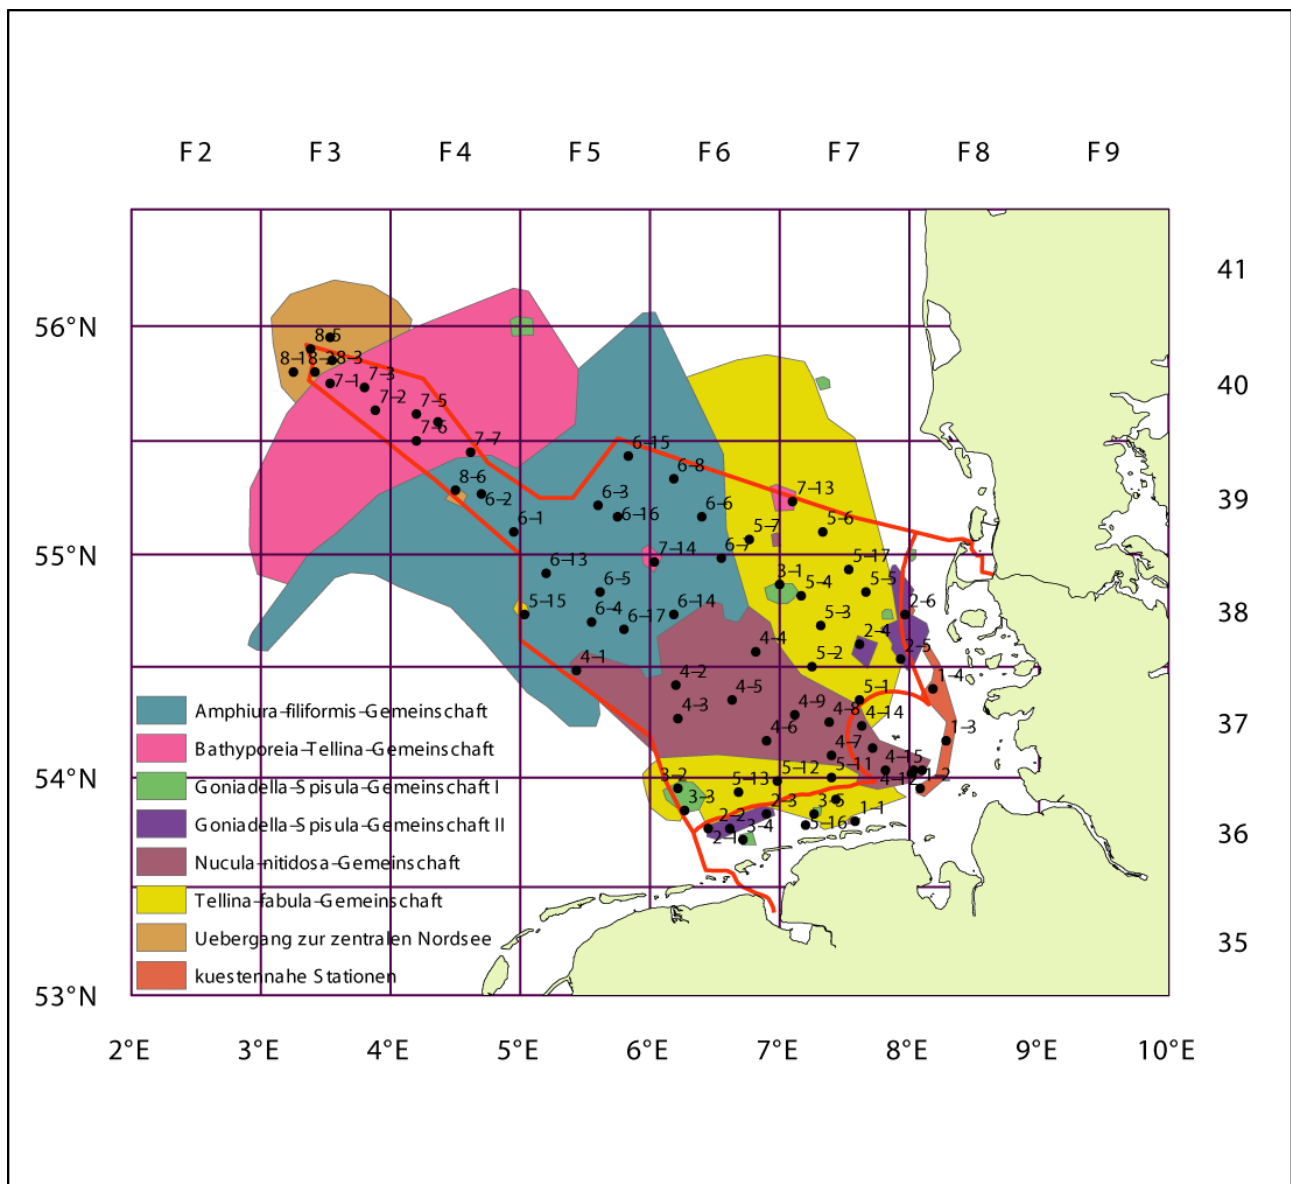 F2 F3 F4 F5 F6 F7 F8 F9
41
56°N
8-5
8-1 8-2 8-3
40
7-1 7-3
7-2 7-5
7-6
7-7 6-15
8-6 6-8
6-2 6-3 7-13 39
6-1 6-16 6-6 5-6
5-7
55°N
6-13 7-14 6-7 5-17
6-5 3-1 5-4 5-5
5-15 6-14 2-6 38
6-4 6-17 5-3
4-4 2-4
4-1 5-2 2-5
4-2 1-4
4-5 5-1
4-3 4-9 4-8 4-14 37
Amphiura-filiformis-Gemeinschaft
4-6 1-3
Bathyporeia-Tellina-Gemeinschaft
4-7 4-15
54°N
3-2 5-13 5-12 5-11 1-2
Goniadella-Spisula-Gemeinschaft I
3-3 2-3 3-5 1-1
2-2 3-4 5-16
Goniadella-Spisula-Gemeinschaft II
36
2-1
Nucula-nitidosa-Gemeinschaft
Tellina-fabula-Gemeinschaft
Uebergang zur zentralen Nordsee
35
kuestennahe Stationen
53°N
2°E 3°E 4°E 5°E 6°E 7°E 8°E 9°E 10°E